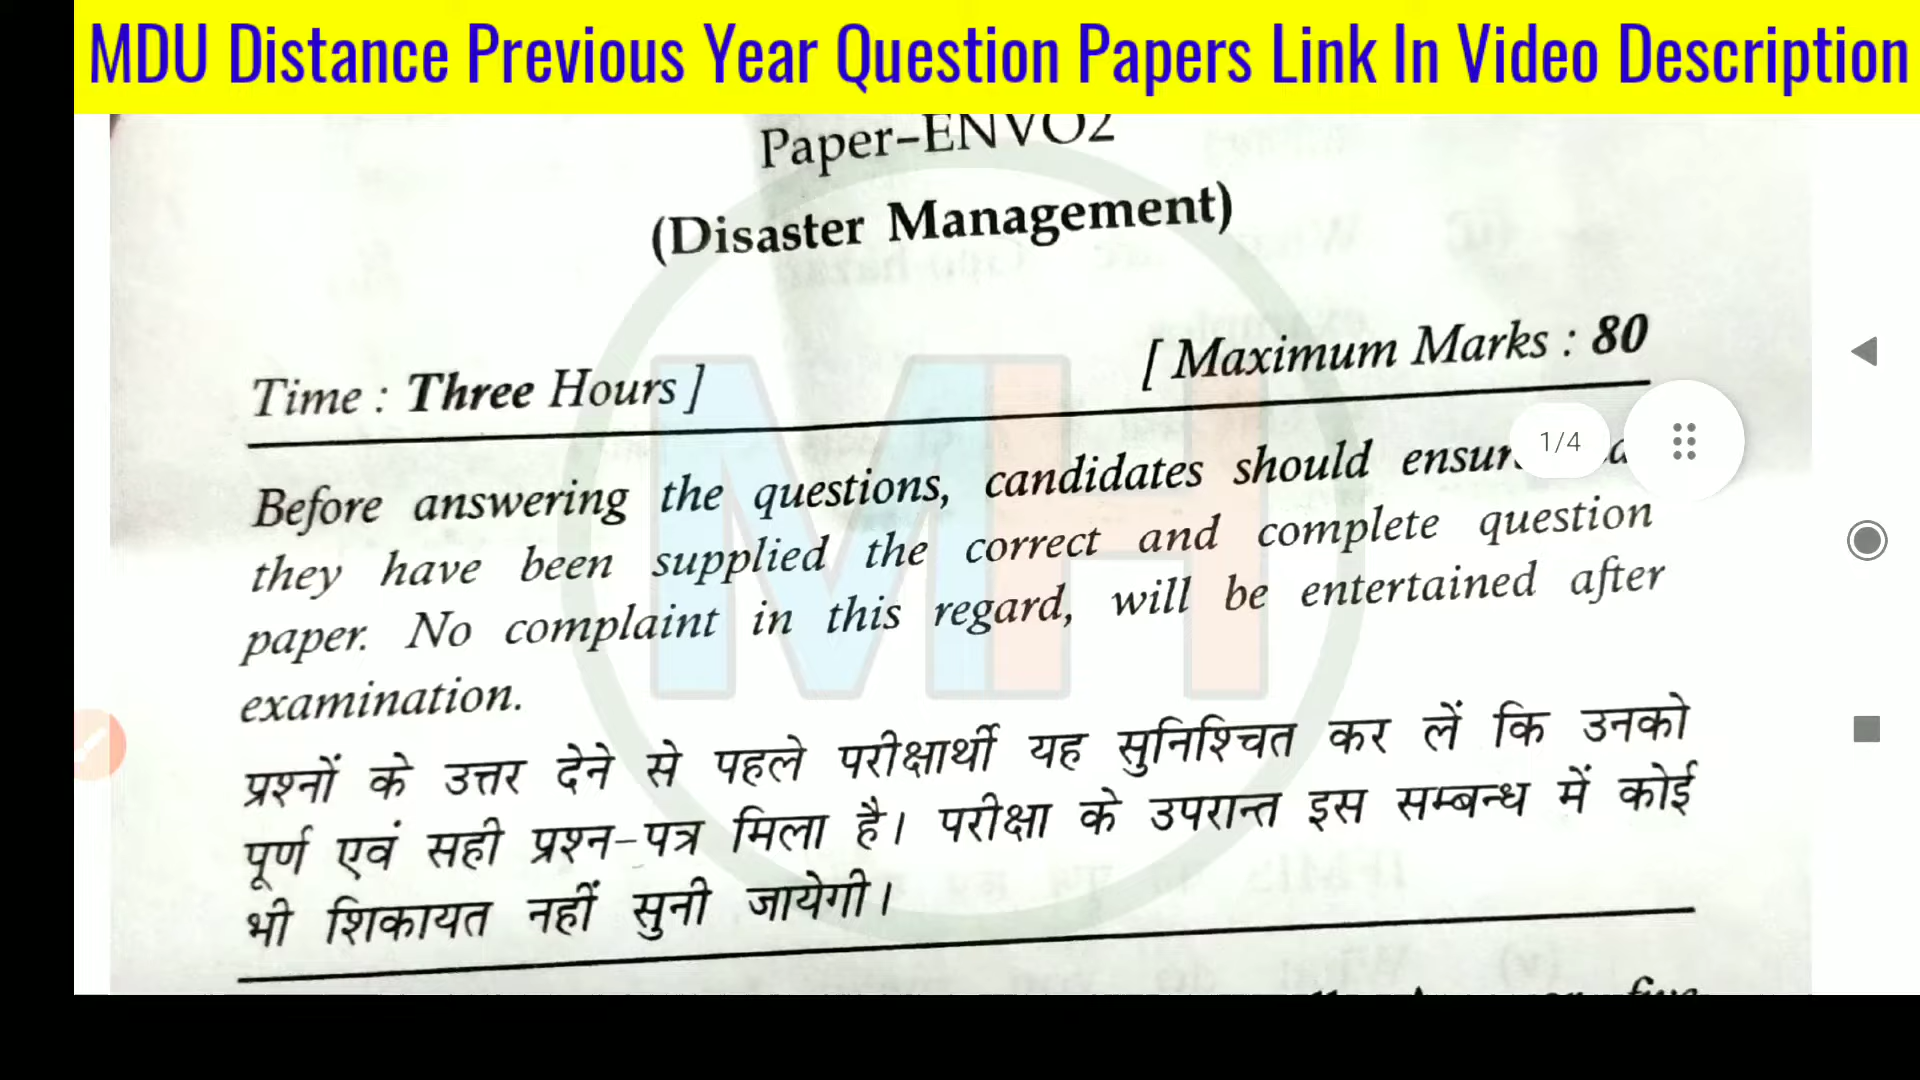 MDU Distance Previous Year Question Papers Link In Video Description
Paper-ENVO2
(Disaster Management)
Time : Three Hours ]
[ Maximum Marks : 80
1/4
Before answering the questions, candidates should
they have been supplied the correct and complete question
paper. No complaint in this regard, will be entertained after
examination.
प्रश्नों के उत्तर देने से पहले परीक्षार्थी यह सुनिश्चित कर लें कि उनको
पूर्ण एवं सही प्रश्न-पत्र मिला है। परीक्षा के उपरान्त इस सम्बन्ध में कोई
भी शिकायत नहीं सुनी जायेगी।
MH